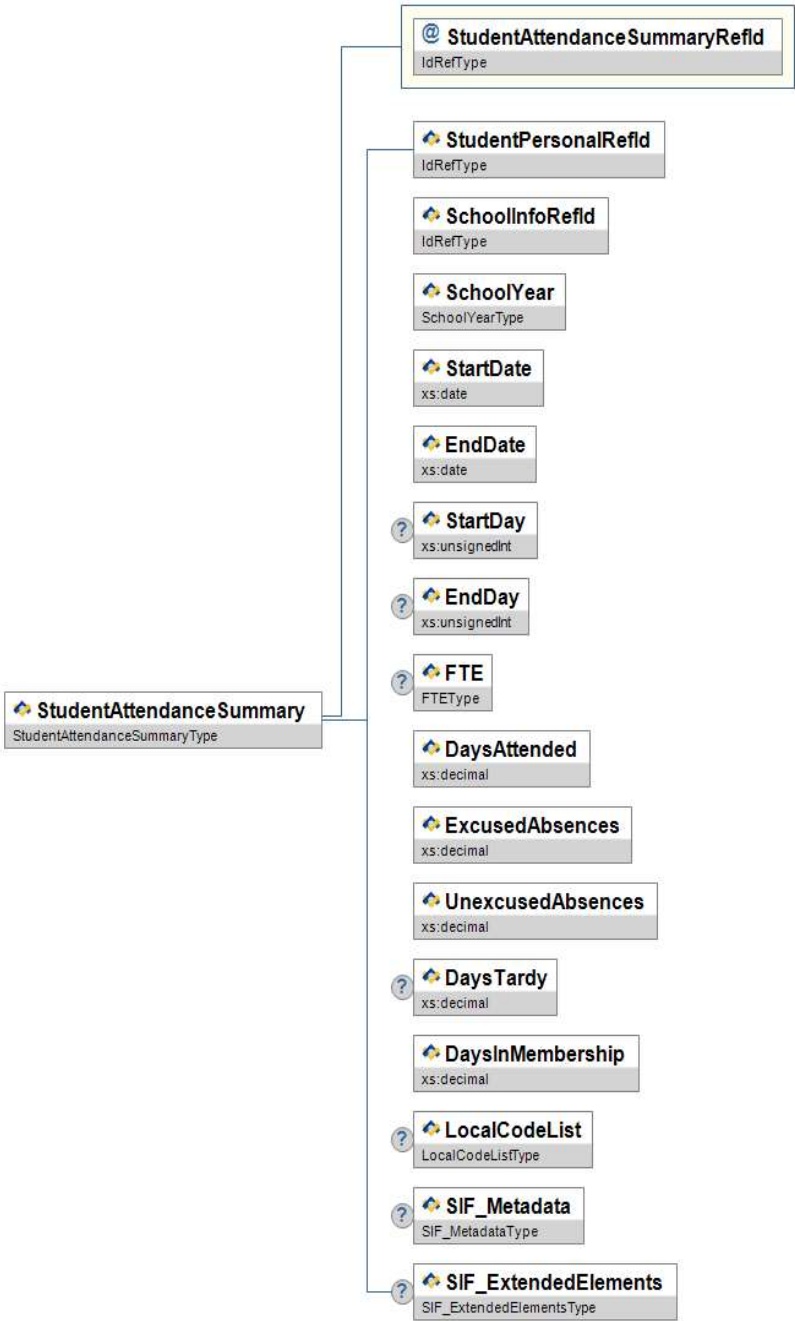 @ StudentAttendanceSummaryRefId
IdRefType
StudentPersonalRefId
IdRefType
SchoolInfoRefId
IdRefType
SchoolYear
SchoolYearType
StartDate
xs:date
EndDate
xs:date
? StartDay
xs:unsignedInt
? EndDay
xs:unsignedInt
? FTE
FTEType
StudentAttendanceSummary
StudentAttendanceSummaryType
DaysAttended
xs:decimal
ExcusedAbsences
xs:decimal
UnexcusedAbsences
xs:decimal
? DaysTardy
xs:decimal
DaysInMembership
xs:decimal
? LocalCodeList
LocalCodeListType
? SIF_Metadata
SIF_MetadataType
? SIF_ExtendedElements
SIF_ExtendedElementsType